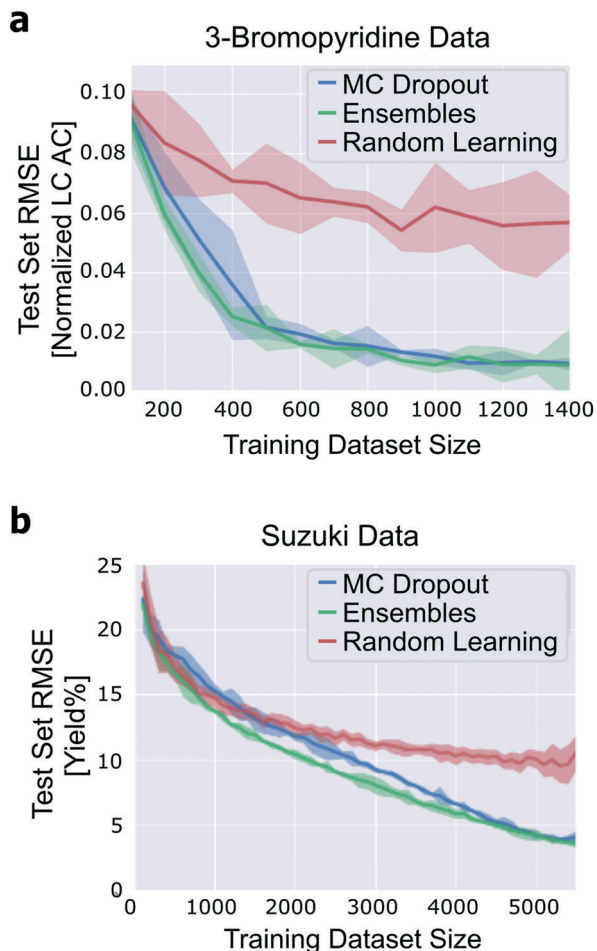 a
3-Bromopyridine Data
MC Dropout
Ensembles
Random Learning
0.10
0.08
0.06
0.04
0.02
0.00
Test Set RMSE
[Normalized LC AC]
200 400 600 800 1000 1200 1400
Training Dataset Size
b
Suzuki Data
MC Dropout
Ensembles
Random Learning
25
20
15
10
5
0
Test Set RMSE
[Yield%]
0 1000 2000 3000 4000 5000
Training Dataset Size